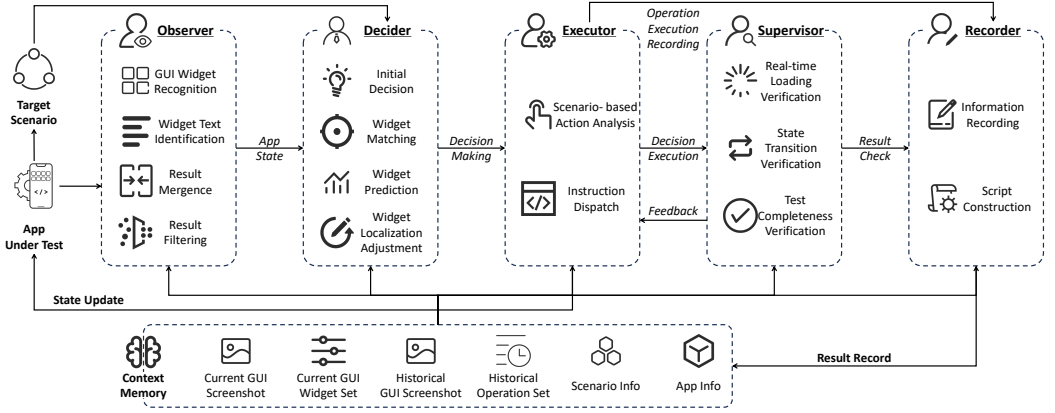 Observer
Decider
Executor
Operation
Execution
Recording
Supervisor
Recorder
Target
Scenario
App
Under Test
</>
GUI Widget
Recognition
Widget Text
Identification
Result
Mergence
Result
Filtering
App
State
Initial
Decision
Widget
Matching
Widget
Prediction
Widget
Localization
Adjustment
Decision
Making
Scenario- based
Action Analysis
</>
Instruction
Dispatch
Decision
Execution
Feedback
Real-time
Loading
Verification
State
Transition
Verification
Test
Completeness
Verification
Result
Check
Information
Recording
Script
Construction
State Update
Context
Memory
Current GUI
Screenshot
Current GUI
Widget Set
Historical
GUI Screenshot
Historical
Operation Set
Scenario Info
App Info
Result Record